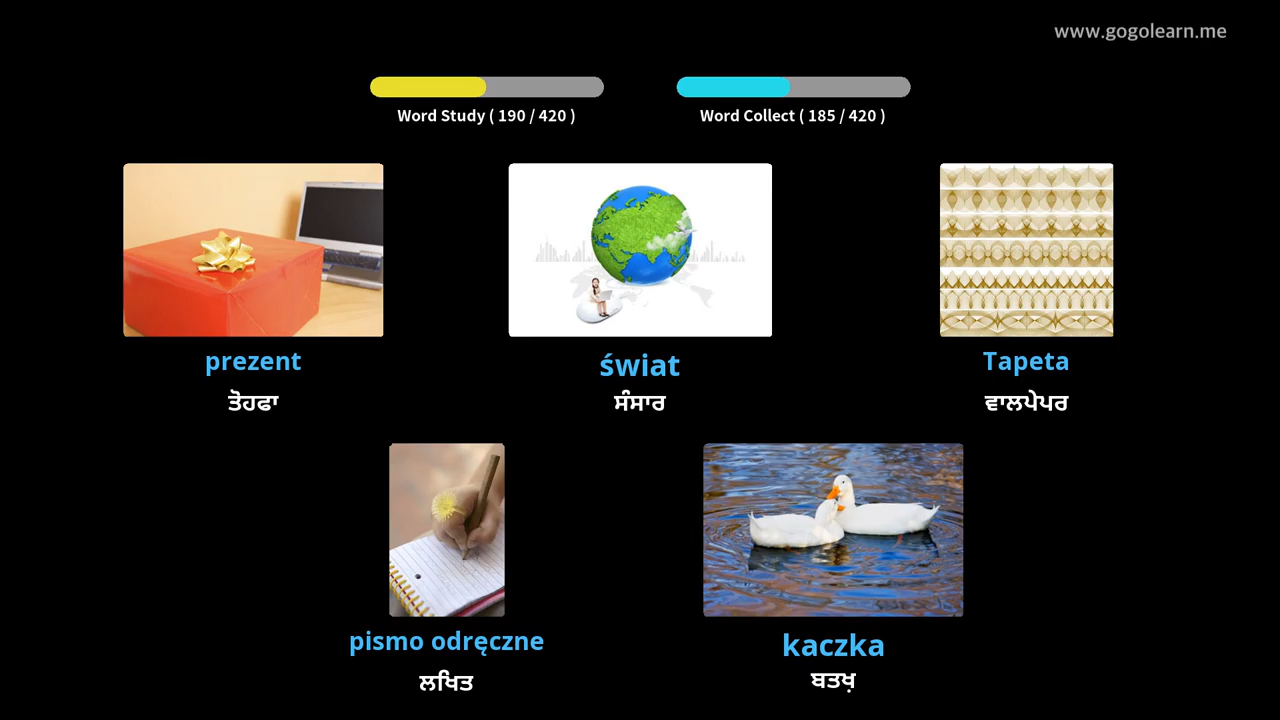 www.gogolearn.me
Word Study ( 190 / 420 )
Word Collect ( 185 / 420 )
prezent
ਤੋਹਫਾ
świat
ਸੰਸਾਰ
Tapeta
ਵਾਲਪੇਪਰ
pismo odręczne
ਲਖਿਤ
kaczka
ਬਤਖ਼